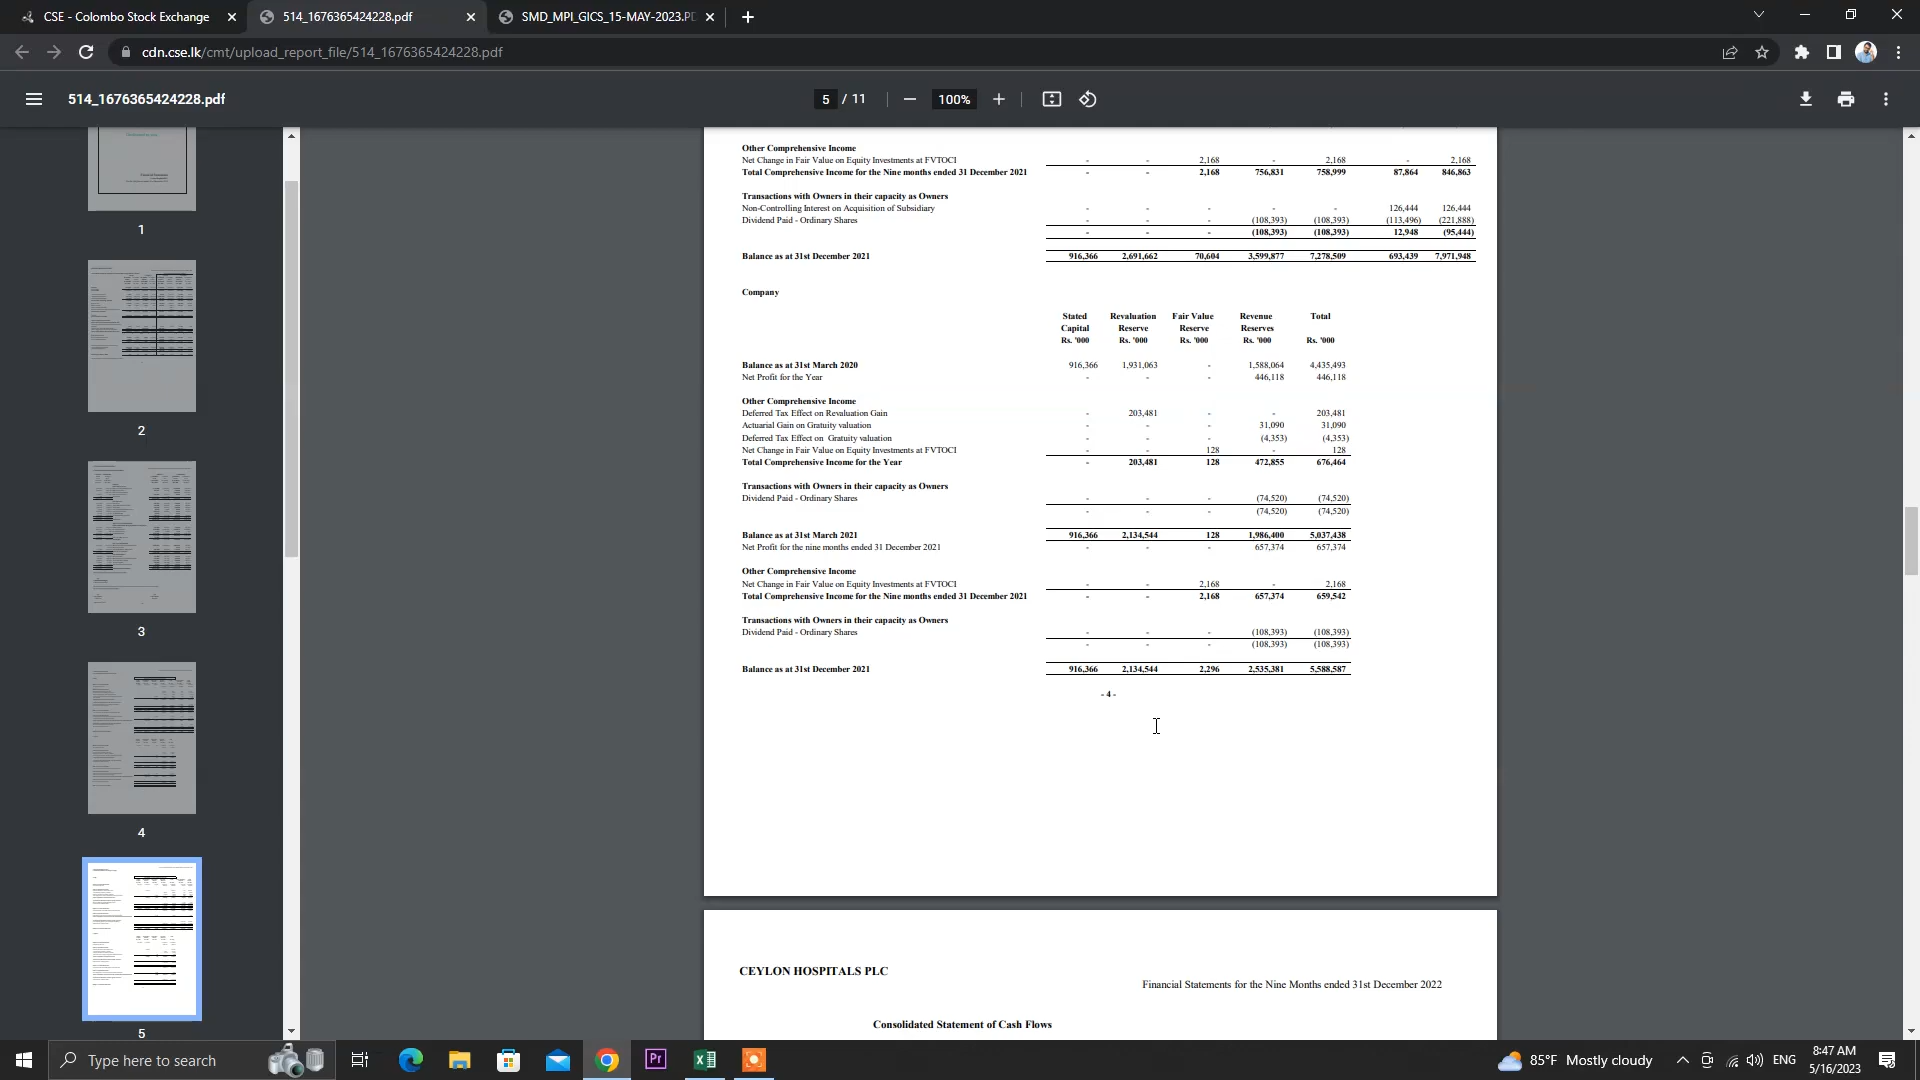 CSE - Colombo Stock Exchange
514_1676365424228.pdf
SMD_MPI_GICS_15-MAY-2023.PD
cdn.cse.lk/cmt/upload_report_file/514_1676365424228.pdf
514_1676365424228.pdf
5 / 11
100%
1
2
3
4
5
Other Comprehensive Income
Net Change in Fair Value on Equity Investments at FVTOCI - - 2,168 - 2,168 - 2,168
Total Comprehensive Income for the Nine months ended 31 December 2021 - - 2,168 756,831 758,999 87,864 846,863
Transactions with Owners in their capacity as Owners
Non-Controlling Interest on Acquisition of Subsidiary - - - - - 126,444 126,444
Dividend Paid - Ordinary Shares - - - (108,393) (108,393) (113,496) (221,888)
- - - (108,393) (108,393) 12,948 (95,444)
Balance as at 31st December 2021 916,366 2,691,662 70,604 3,599,877 7,278,509 693,439 7,971,948
Company
Stated Revaluation Fair Value Revenue Total
Capital Reserve Reserve Reserves
Rs. '000 Rs. '000 Rs. '000 Rs. '000 Rs. '000
Balance as at 31st March 2020 916,366 1,931,063 - 1,588,064 4,435,493
Net Profit for the Year - - - 446,118 446,118
Other Comprehensive Income
Deferred Tax Effect on Revaluation Gain - 203,481 - - 203,481
Actuarial Gain on Gratuity valuation - - - 31,090 31,090
Deferred Tax Effect on Gratuity valuation - - - (4,353) (4,353)
Net Change in Fair Value on Equity Investments at FVTOCI - - 128 - 128
Total Comprehensive Income for the Year - 203,481 128 472,855 676,464
Transactions with Owners in their capacity as Owners
Dividend Paid - Ordinary Shares - - - (74,520) (74,520)
- - - (74,520) (74,520)
Balance as at 31st March 2021 916,366 2,134,544 128 1,986,400 5,037,438
Net Profit for the nine months ended 31 December 2021 - - - 657,374 657,374
Other Comprehensive Income
Net Change in Fair Value on Equity Investments at FVTOCI - - 2,168 - 2,168
Total Comprehensive Income for the Nine months ended 31 December 2021 - - 2,168 657,374 659,542
Transactions with Owners in their capacity as Owners
Dividend Paid - Ordinary Shares - - - (108,393) (108,393)
- - - (108,393) (108,393)
Balance as at 31st December 2021 916,366 2,134,544 2,296 2,535,381 5,588,587
- 4 -
CEYLON HOSPITALS PLC
Financial Statements for the Nine Months ended 31st December 2022
Consolidated Statement of Cash Flows
Type here to search
Pr
85°F Mostly cloudy
ENG
8:47 AM
5/16/2023